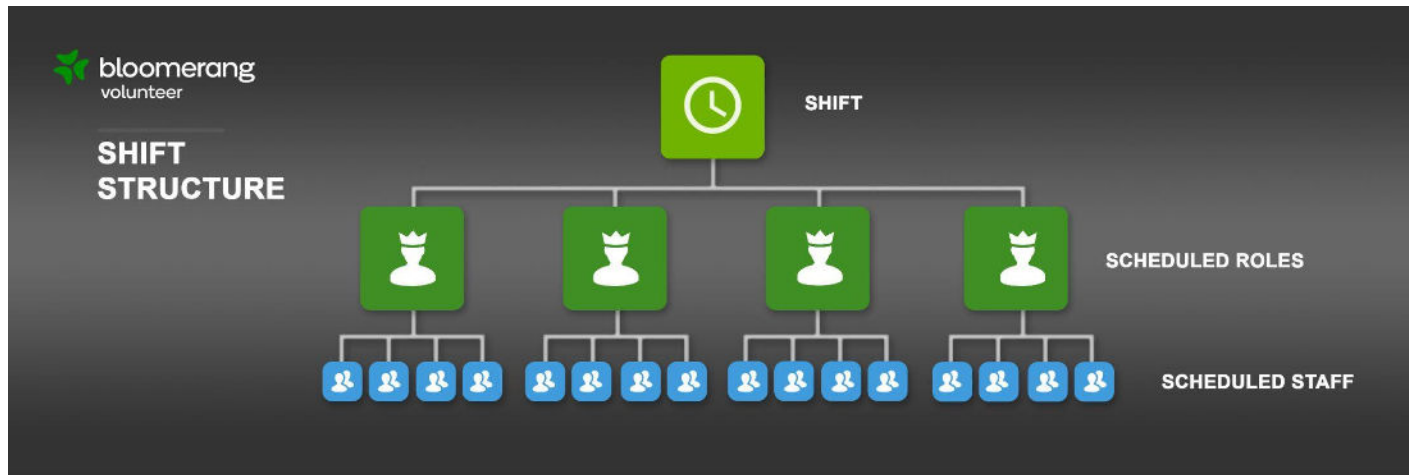 bloomerang
volunteer
SHIFT
STRUCTURE
SHIFT
SCHEDULED ROLES
SCHEDULED STAFF